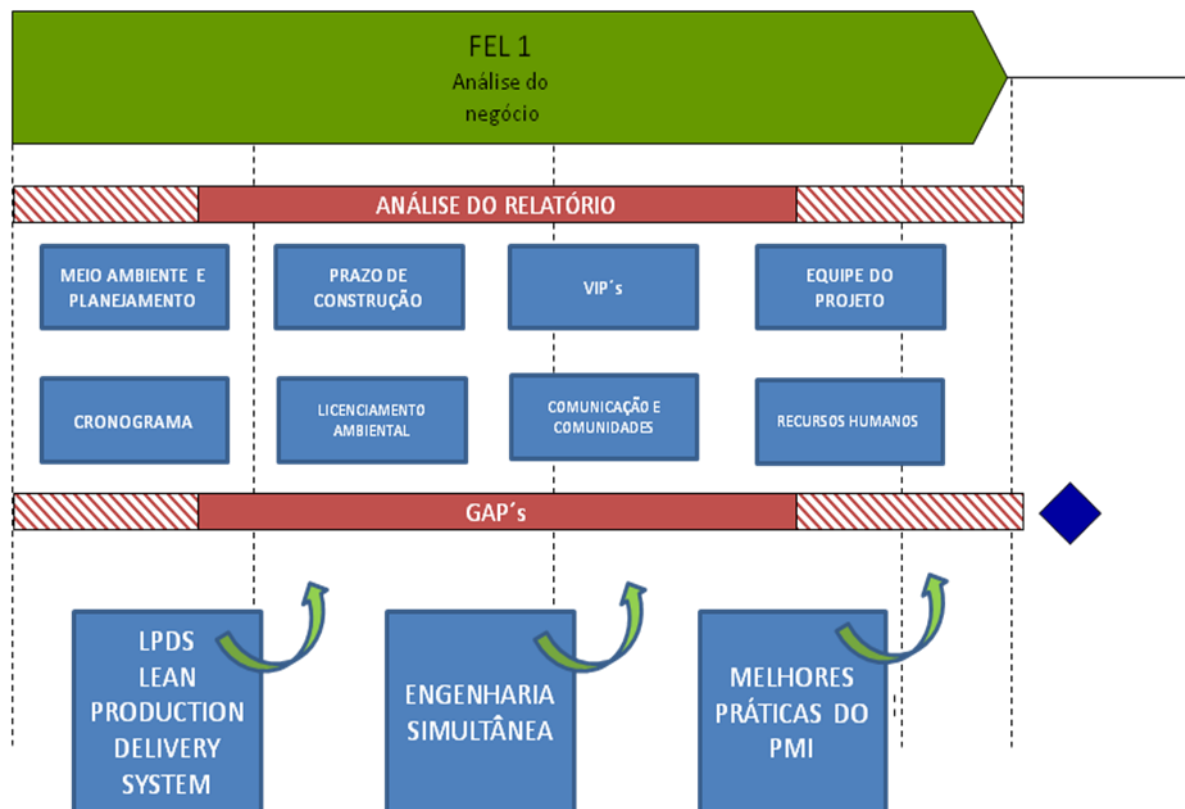 FEL 1
Análise do
negócio
ANÁLISE DO RELATÓRIO
MEIO AMBIENTE E
PLANEJAMENTO
PRAZO DE
CONSTRUÇÃO
VIP´s
EQUIPE DO
PROJETO
CRONOGRAMA
LICENCIAMENTO
AMBIENTAL
COMUNICAÇÃO E
COMUNIDADES
RECURSOS HUMANOS
GAP´s
LPDS
LEAN
PRODUCTION
DELIVERY
SYSTEM
ENGENHARIA
SIMULTÂNEA
MELHORES
PRÁTICAS DO
PMI